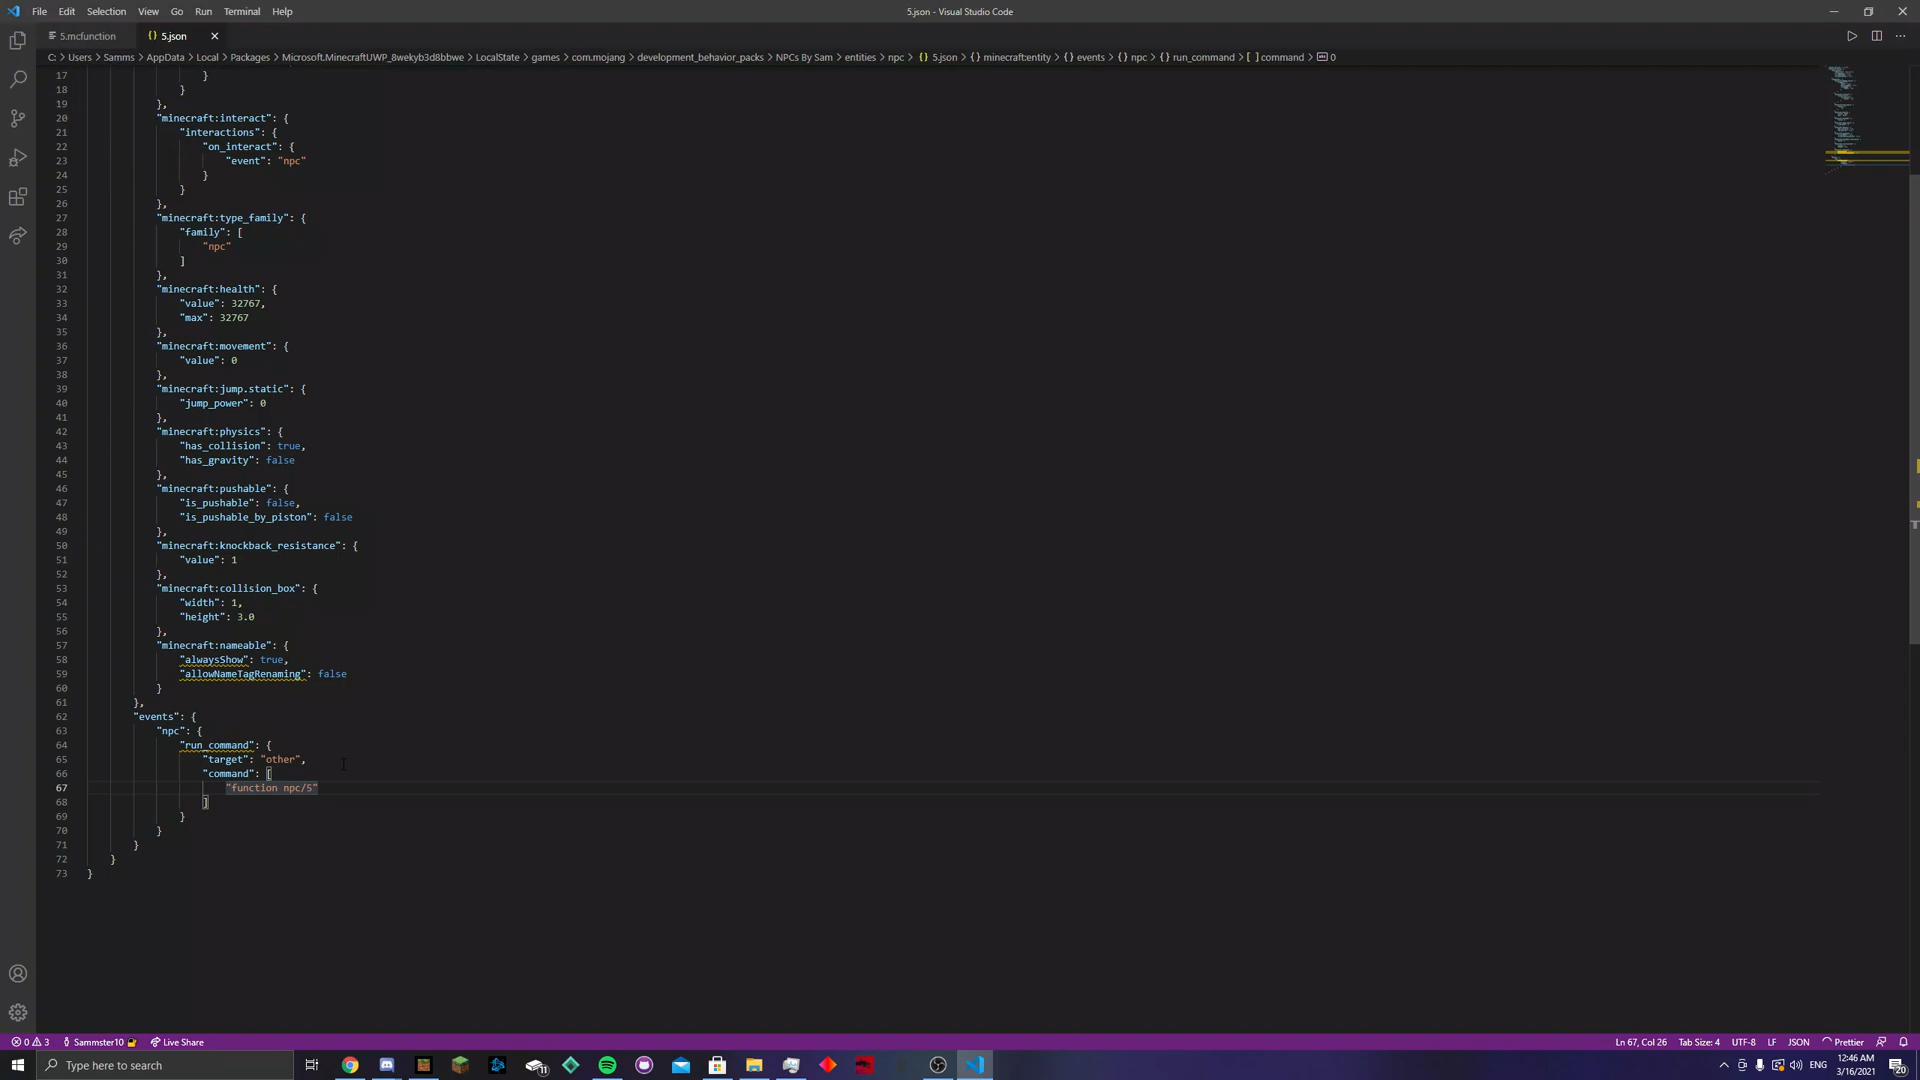 File Edit Selection View Go Run Terminal Help
5.json - Visual Studio Code
5.mcfunction
{} 5.json
C: > Users > Samms > AppData > Local > Packages > Microsoft.MinecraftUWP_8wekyb3d8bbwe > LocalState > games > com.mojang > development_behavior_packs > NPCs By Sam > entities > npc > {} 5.json > {} minecraft:entity > {} events > {} npc > {} run_command > [ ] command > 0
17 }
18 }
19 },
20 "minecraft:interact": {
21 "interactions": {
22 "on_interact": {
23 "event": "npc"
24 }
25 }
26 },
27 "minecraft:type_family": {
28 "family": [
29 "npc"
30 ]
31 },
32 "minecraft:health": {
33 "value": 32767,
34 "max": 32767
35 },
36 "minecraft:movement": {
37 "value": 0
38 },
39 "minecraft:jump.static": {
40 "jump_power": 0
41 },
42 "minecraft:physics": {
43 "has_collision": true,
44 "has_gravity": false
45 },
46 "minecraft:pushable": {
47 "is_pushable": false,
48 "is_pushable_by_piston": false
49 },
50 "minecraft:knockback_resistance": {
51 "value": 1
52 },
53 "minecraft:collision_box": {
54 "width": 1,
55 "height": 3.0
56 },
57 "minecraft:nameable": {
58 "alwaysShow": true,
59 "allowNameTagRenaming": false
60 }
61 },
62 "events": {
63 "npc": {
64 "run_command": {
65 "target": "other",
66 "command": [
67 "function npc/5"
68 ]
69 }
70 }
71 }
72 }
73 }
0 3 Sammster10 Live Share
Ln 67, Col 26 Tab Size: 4 UTF-8 LF JSON Prettier
Type here to search
11
ENG
12:46 AM
3/16/2021
20